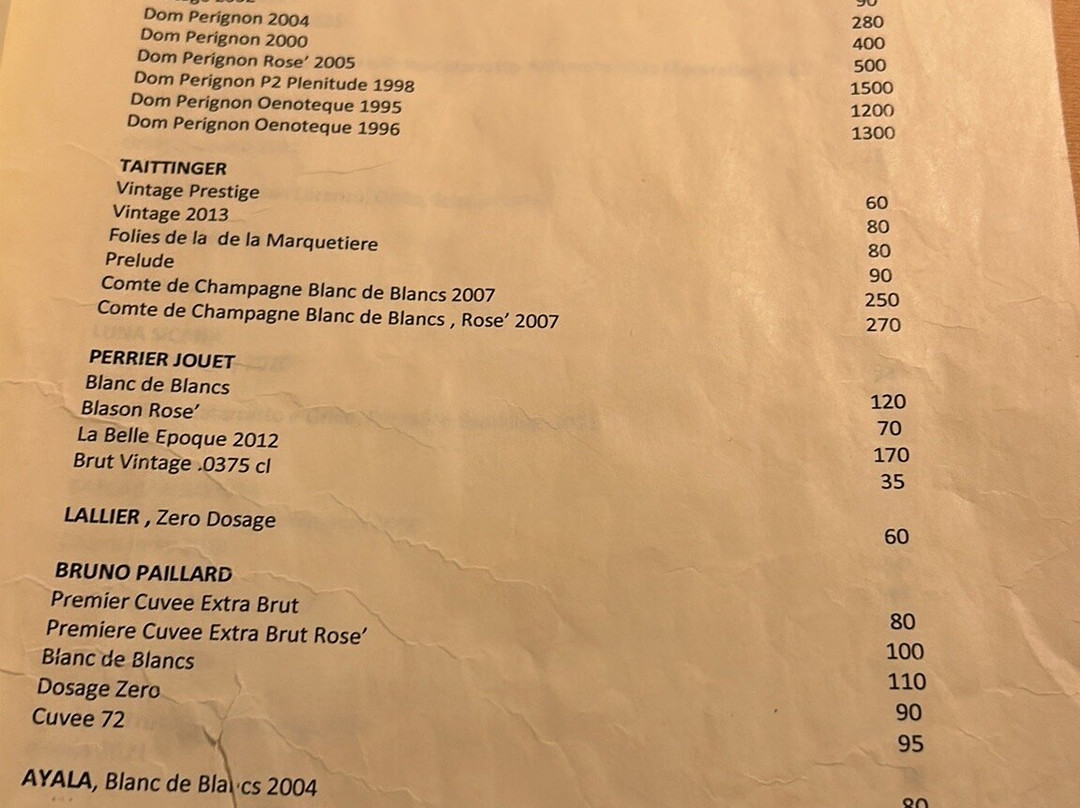 90
Dom Perignon 2004 280
Dom Perignon 2000 400
Dom Perignon Rose’ 2005 500
Dom Perignon P2 Plenitude 1998 1500
Dom Perignon Oenoteque 1995 1200
Dom Perignon Oenoteque 1996 1300
TAITTINGER
Vintage Prestige 60
Vintage 2013 80
Folies de la de la Marquetiere 80
Prelude 90
Comte de Champagne Blanc de Blancs 2007 250
Comte de Champagne Blanc de Blancs , Rose’ 2007 270
PERRIER JOUET
Blanc de Blancs 120
Blason Rose’ 70
La Belle Epoque 2012 170
Brut Vintage .0375 cl 35
LALLIER , Zero Dosage 60
BRUNO PAILLARD
Premier Cuvee Extra Brut 80
Premiere Cuvee Extra Brut Rose’ 100
Blanc de Blancs 110
Dosage Zero 90
Cuvee 72 95
AYALA, Blanc de Blancs 2004 80